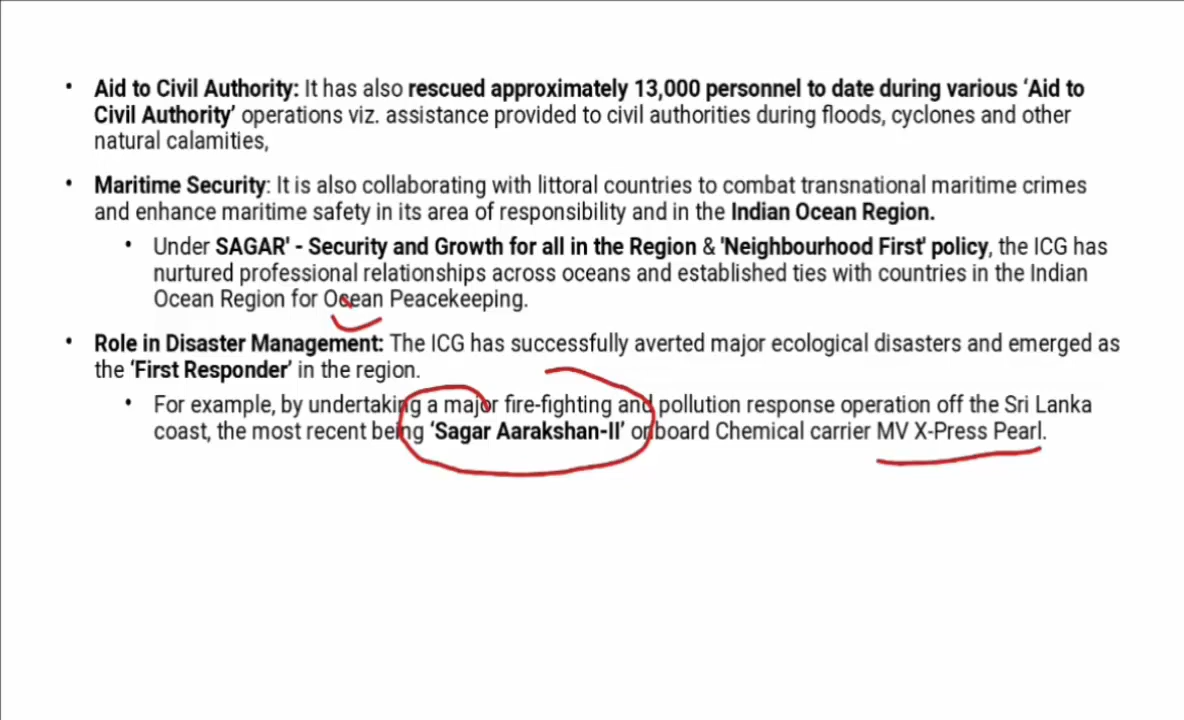 • Aid to Civil Authority: It has also rescued approximately 13,000 personnel to date during various ‘Aid to
Civil Authority’ operations viz. assistance provided to civil authorities during floods, cyclones and other
natural calamities,
• Maritime Security: It is also collaborating with littoral countries to combat transnational maritime crimes
and enhance maritime safety in its area of responsibility and in the Indian Ocean Region.
• Under SAGAR' - Security and Growth for all in the Region & 'Neighbourhood First' policy, the ICG has
nurtured professional relationships across oceans and established ties with countries in the Indian
Ocean Region for Ocean Peacekeeping.
• Role in Disaster Management: The ICG has successfully averted major ecological disasters and emerged as
the ‘First Responder’ in the region.
• For example, by undertaking a major fire-fighting and pollution response operation off the Sri Lanka
coast, the most recent being ‘Sagar Aarakshan-II’ onboard Chemical carrier MV X-Press Pearl.